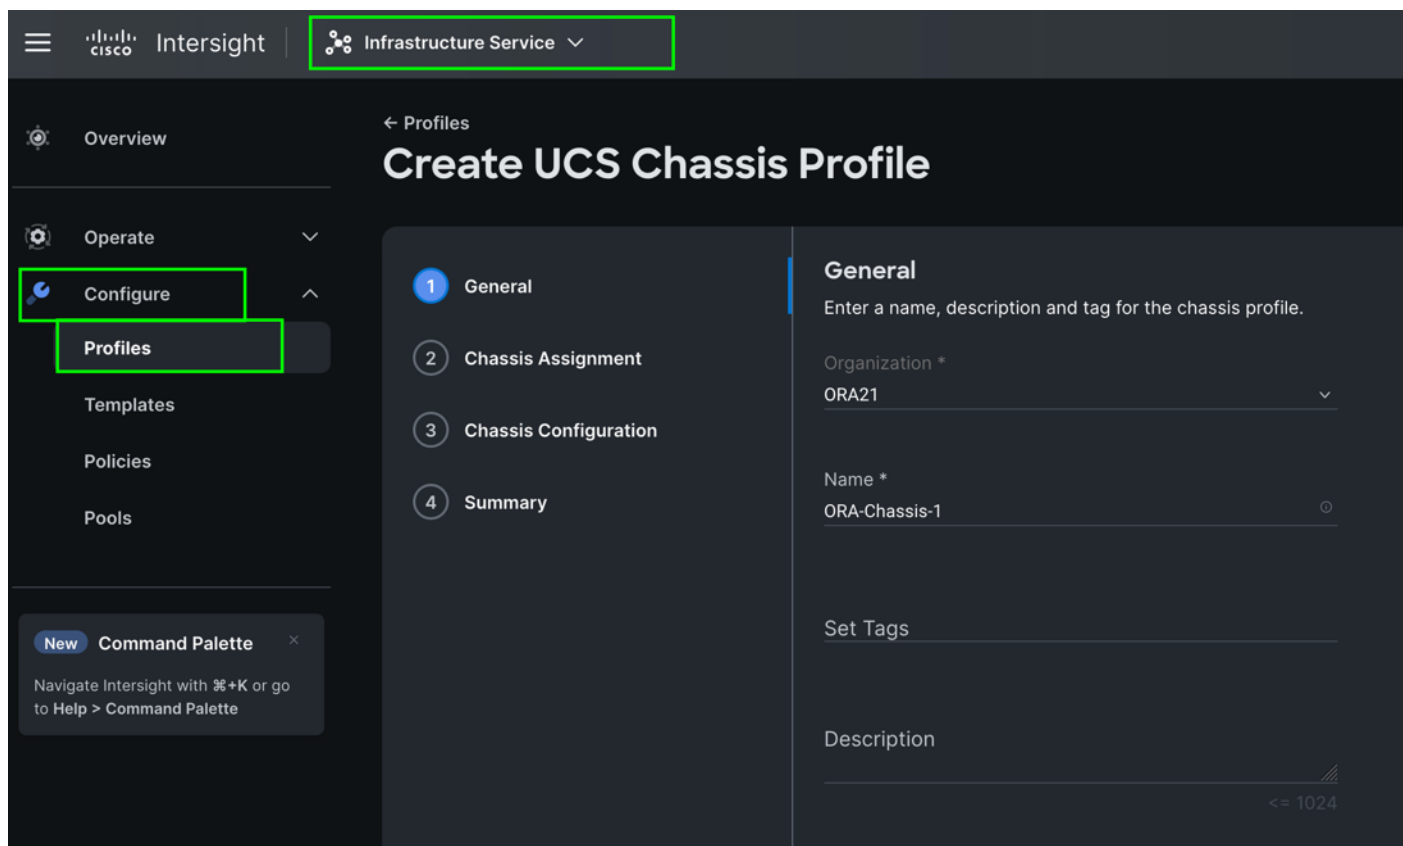 cisco Intersight Infrastructure Service
Overview
Operate
Configure
Profiles
Templates
Policies
Pools
New Command Palette ×
Navigate Intersight with ⌘+K or go
to Help > Command Palette
← Profiles
Create UCS Chassis Profile
1 General
2 Chassis Assignment
3 Chassis Configuration
4 Summary
General
Enter a name, description and tag for the chassis profile.
Organization *
ORA21
Name *
ORA-Chassis-1
Set Tags
Description
<= 1024